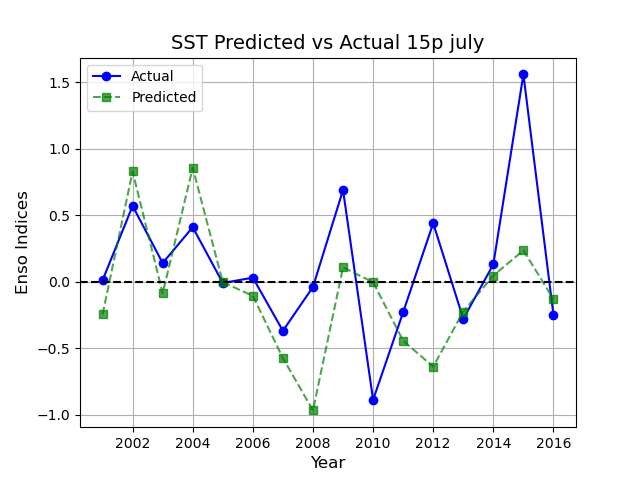 SST Predicted vs Actual 15p july
Actual
Predicted
Enso Indices
1.5
1.0
0.5
0.0
−0.5
−1.0
2002 2004 2006 2008 2010 2012 2014 2016
Year